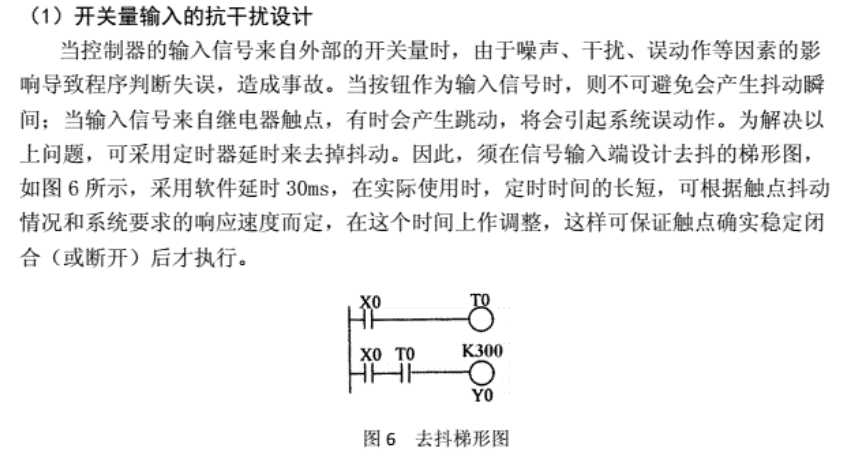 （1）开关量输入的抗干扰设计
当控制器的输入信号来自外部的开关量时，由于噪声、干扰、误动作等因素的影
响导致程序判断失误，造成事故。当按钮作为输入信号时，则不可避免会产生抖动瞬
间；当输入信号来自继电器触点，有时会产生跳动，将会引起系统误动作。为解决以
上问题，可采用定时器延时来去掉抖动。因此，须在信号输入端设计去抖的梯形图，
如图 6 所示，采用软件延时 30ms，在实际使用时，定时时间的长短，可根据触点抖动
情况和系统要求的响应速度而定，在这个时间上作调整，这样可保证触点确实稳定闭
合（或断开）后才执行。
X0 T0
X0 T0 K300
Y0
图 6 去抖梯形图